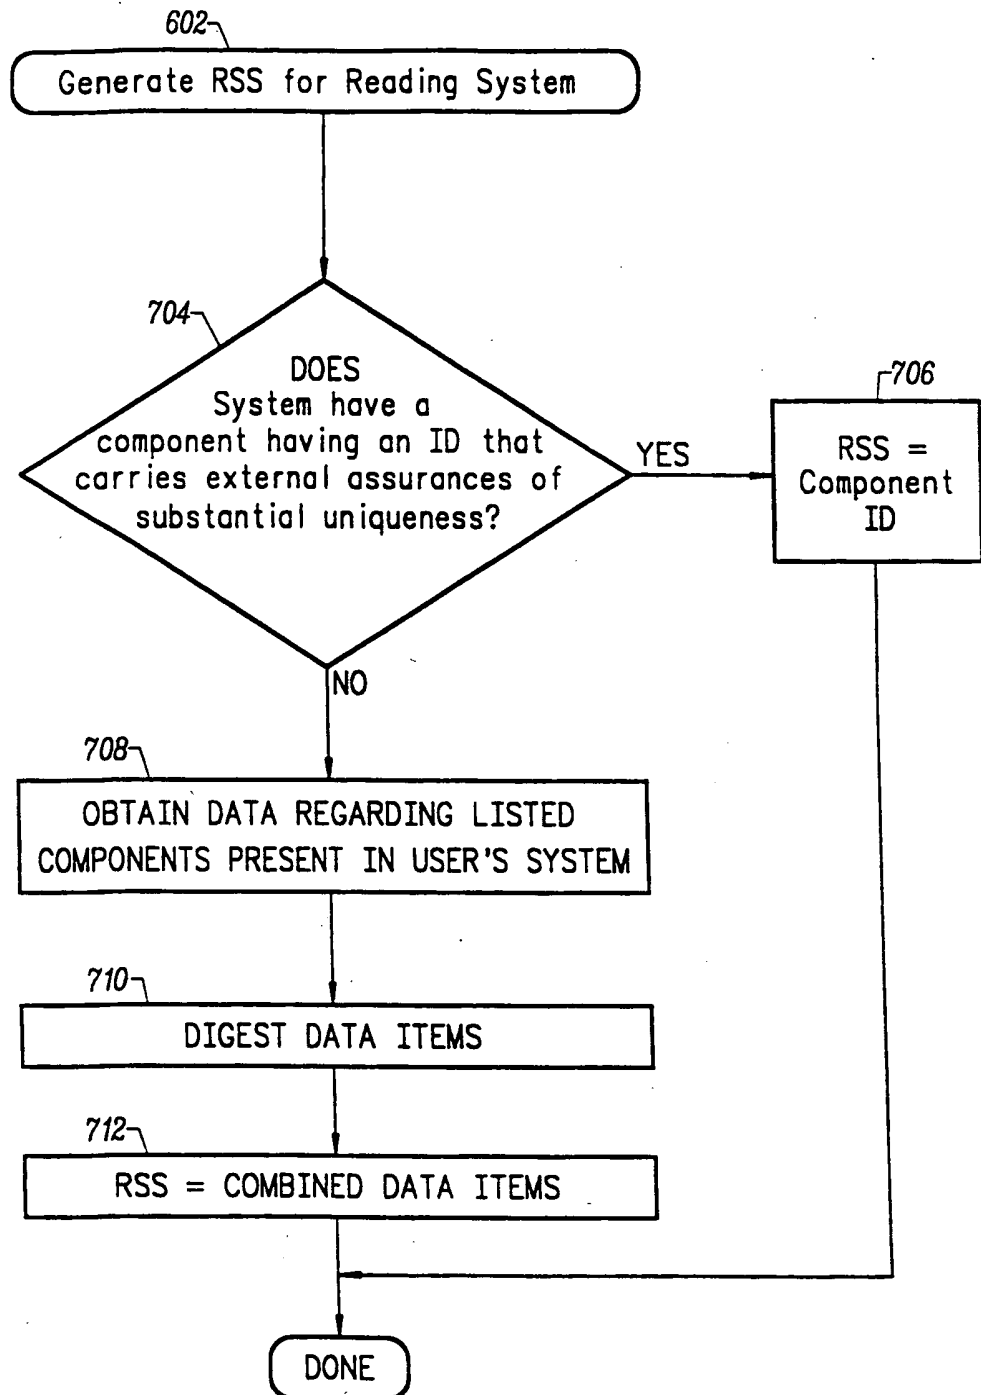 602
Generate RSS for Reading System
704
DOES
System have a
component having an ID that
carries external assurances of
substantial uniqueness?
YES
706
RSS =
Component
ID
NO
708
OBTAIN DATA REGARDING LISTED
COMPONENTS PRESENT IN USER'S SYSTEM
710
DIGEST DATA ITEMS
712
RSS = COMBINED DATA ITEMS
DONE